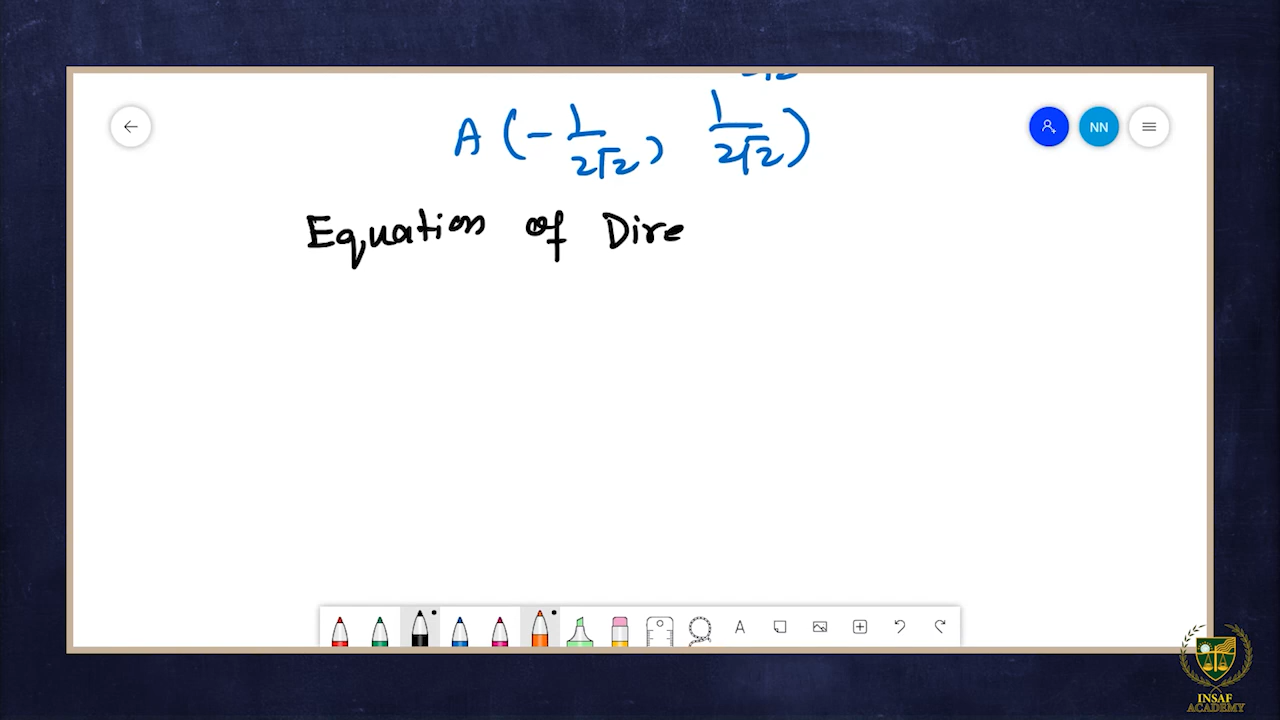 A (-1/2√2, 1/2√2)
Equation of Dire
NN
A
INSAF
ACADEMY